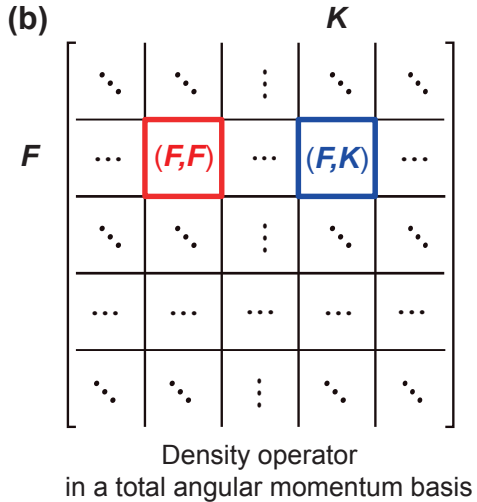 (b) K
⋱ ⋱ ⋮ ⋱ ⋱
F ⋯ (F,F) ⋯ (F,K) ⋯
⋱ ⋱ ⋮ ⋱ ⋱
⋯ ⋯ ⋯ ⋯ ⋯
⋱ ⋱ ⋮ ⋱ ⋱
Density operator
in a total angular momentum basis